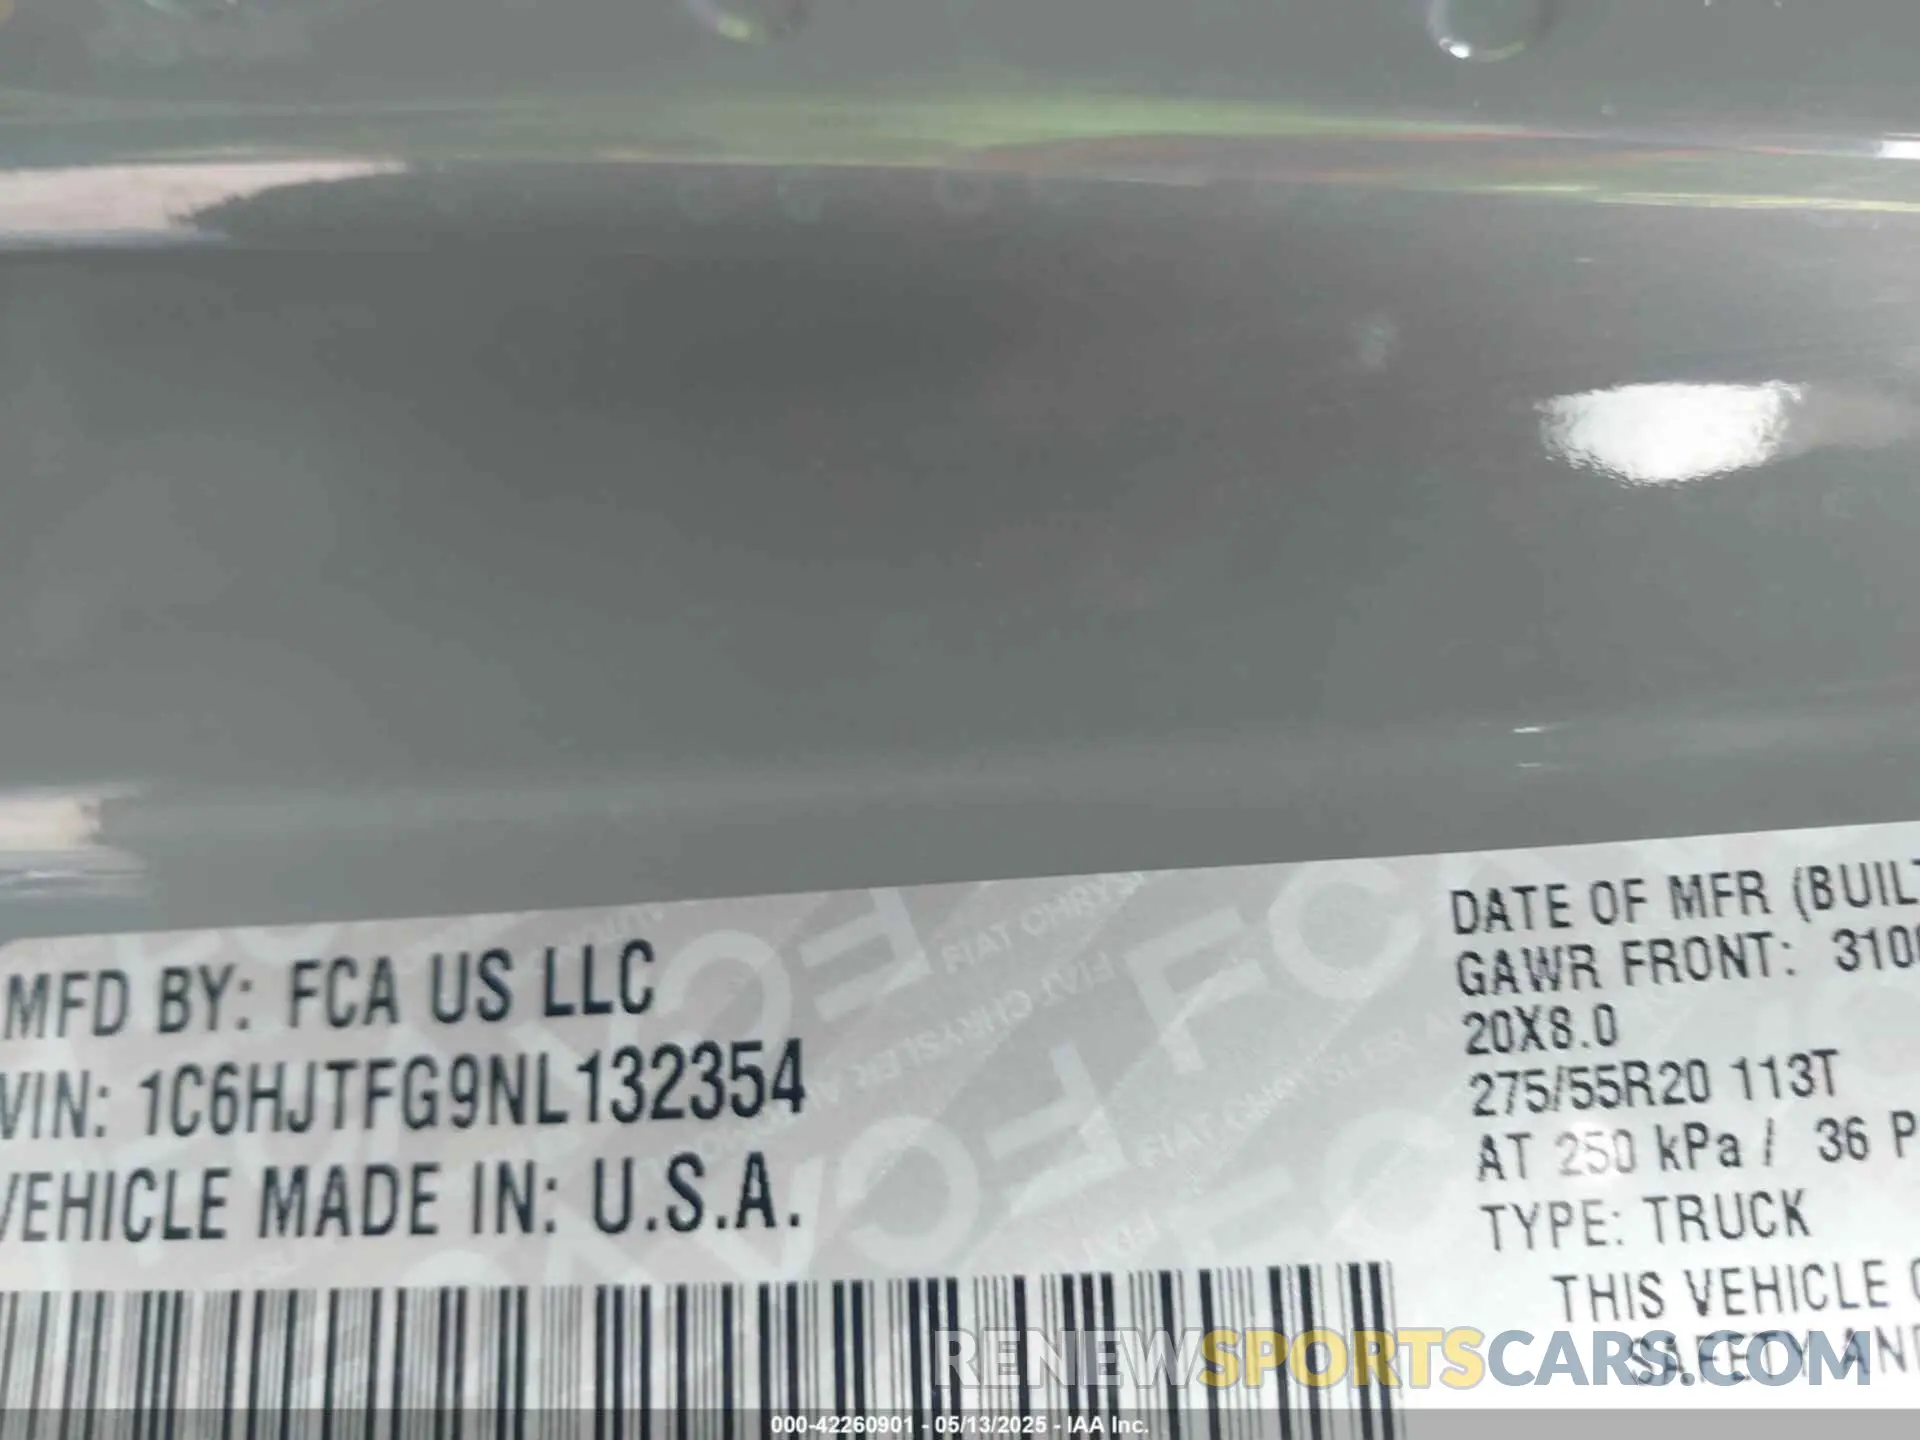 MFD BY: FCA US LLC
VIN: 1C6HJTFG9NL132354
VEHICLE MADE IN: U.S.A.
DATE OF MFR (BUILT
GAWR FRONT: 310
20X8.0
275/55R20 113T
AT 250 kPa / 36 P
TYPE: TRUCK
THIS VEHICLE
SAFETY AND
RENEWSPORTSCARS.COM
000-42260901 - 05/13/2025 - IAA Inc.